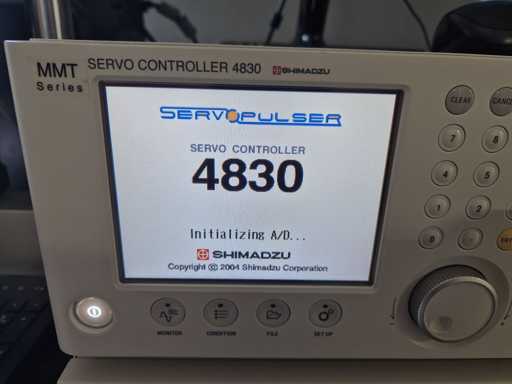 MMT
Series
SERVO CONTROLLER 4830
SHIMADZU
SERVOPULSER
SERVO CONTROLLER
4830
Initializing A/D...
SHIMADZU
Copyright © 2004 Shimadzu Corporation
CLEAR
7
8
4
5
1
2
0
MONITOR
CONDITION
FILE
SET UP